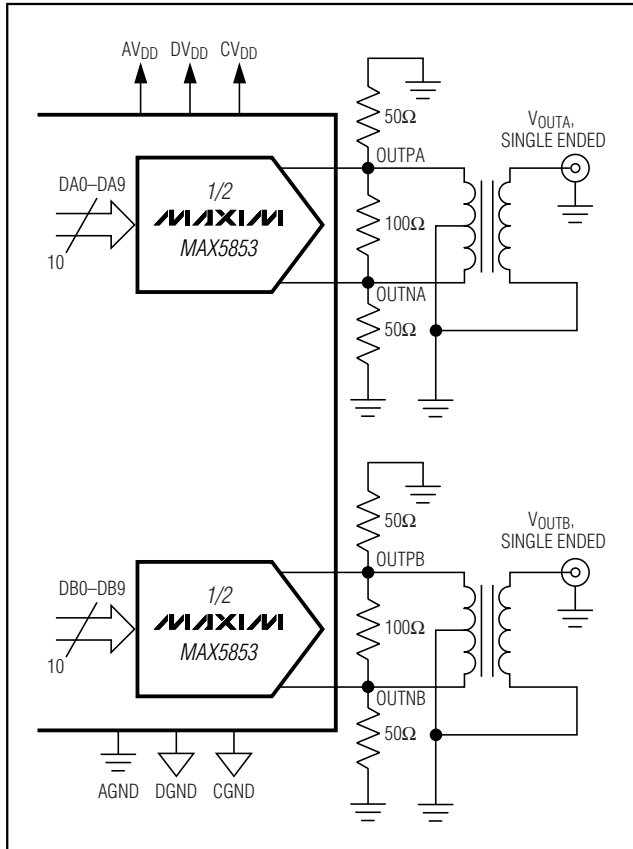 AVDD DVDD CVDD
50Ω
VOUTA,
SINGLE ENDED
OUTPA
DA0–DA9
10
1/2
MAXIM
MAX5853
100Ω
OUTNA
50Ω
50Ω
VOUTB,
SINGLE ENDED
OUTPB
DB0–DB9
10
1/2
MAXIM
MAX5853
100Ω
OUTNB
50Ω
AGND DGND CGND